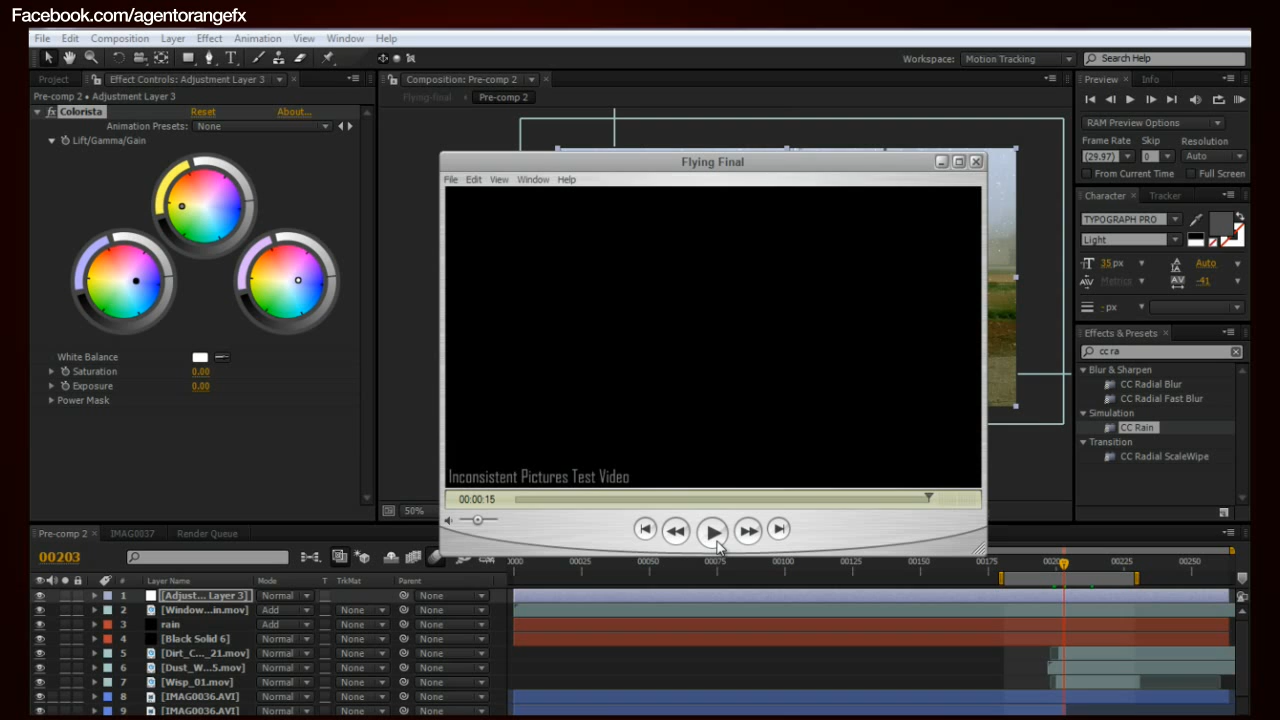 Facebook.com/agentorangefx
File Edit Composition Layer Effect Animation View Window Help
Workspace: Motion Tracking Search Help
Project Effect Controls: Adjustment Layer 3 Composition: Pre-comp 2 Preview Info
Pre-comp 2 • Adjustment Layer 3 Flying-final Pre-comp 2
fx Colorista Reset About...
Animation Presets: None
Lift/Gamma/Gain
RAM Preview Options
Frame Rate Skip Resolution
(29.97) 0 Auto
From Current Time Full Screen
Flying Final
File Edit View Window Help
Character Tracker
TYPOGRAPH PRO
Light
35 px Auto
Metrics -41
- px
White Balance
Saturation 0.00
Exposure 0.00
Power Mask
Effects & Presets
cc ra
Blur & Sharpen
CC Radial Blur
CC Radial Fast Blur
Simulation
CC Rain
Transition
CC Radial ScaleWipe
Inconsistent Pictures Test Video
00:00:15
50%
Pre-comp 2 IMAG0037 Render Queue
00203
0000 00025 00050 00075 00100 00125 00150 00175 00225 00250
# Layer Name Mode T TrkMat Parent
1 [Adjust... Layer 3] Normal None
2 [Window...in.mov] Add None None
3 rain Add None None
4 [Black Solid 6] Normal None None
5 [Dirt_C..._21.mov] Normal None None
6 [Dust_W...5.mov] Normal None None
7 [Wisp_01.mov] Normal None None
8 [IMAG0036.AVI] Normal None None
9 [IMAG0036.AVI] Normal None None